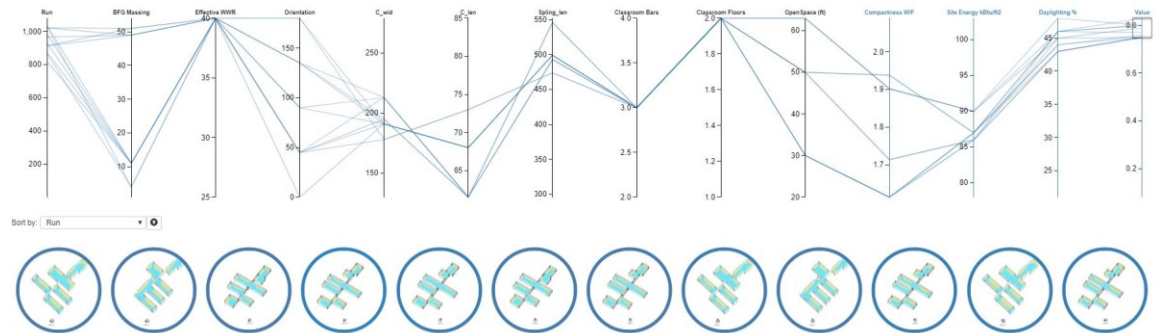 Run BFG Massing Effective WWR Orientation C_wid C_len Spling_len Classroom Bars Classroom Floors OpenSpace (ft) Compactness W/F Site Energy kBtu/ft2 Daylighting % Value
1,000 800 600 400 200
50 40 30 20 10
40 35 30 25
150 100 50 0
250 200 150
85 80 75 70 65
550 500 450 400 350 300
4.0 3.5 3.0 2.5 2.0
2.0 1.8 1.6 1.4 1.2 1.0
60 50 40 30 20
2.0 1.9 1.8 1.7
100 95 90 85 80
45 40 35 30 25
0.8 0.6 0.4 0.2
Sort by: Run